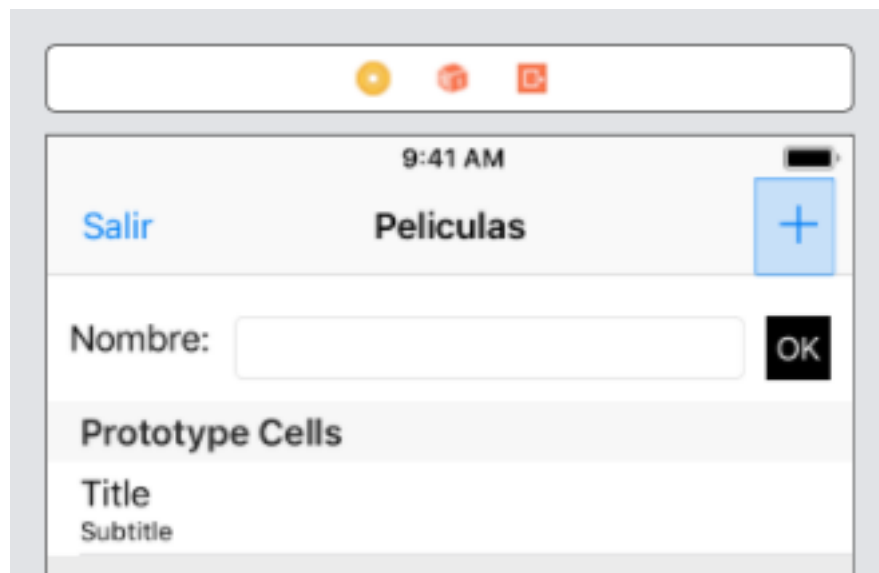 9:41 AM
Salir Peliculas +
Nombre: OK
Prototype Cells
Title
Subtitle